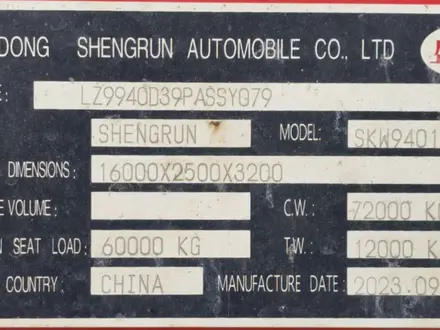 DONG SHENGRUN AUTOMOBILE CO., LTD
E: LZ9940D39PASSY079
SHENGRUN MODEL: SKW9401
DIMENSIONS: 16000X2500X3200
E VOLUME: C.W.: 72000 K
N SEAT LOAD: 60000 KG T.W.: 12000 K
COUNTRY: CHINA MANUFACTURE DATE: 2023.09